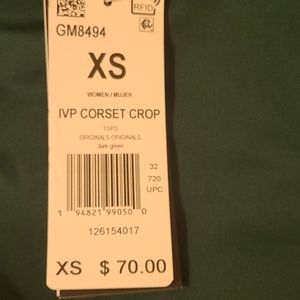 RFID
GM8494
XS
WOMEN / MUJER
IVP CORSET CROP
TOPS
ORIGINALS ORIGINALS
dark green
32
720
UPC
1 94821 99050 0
126154017
XS $ 70.00